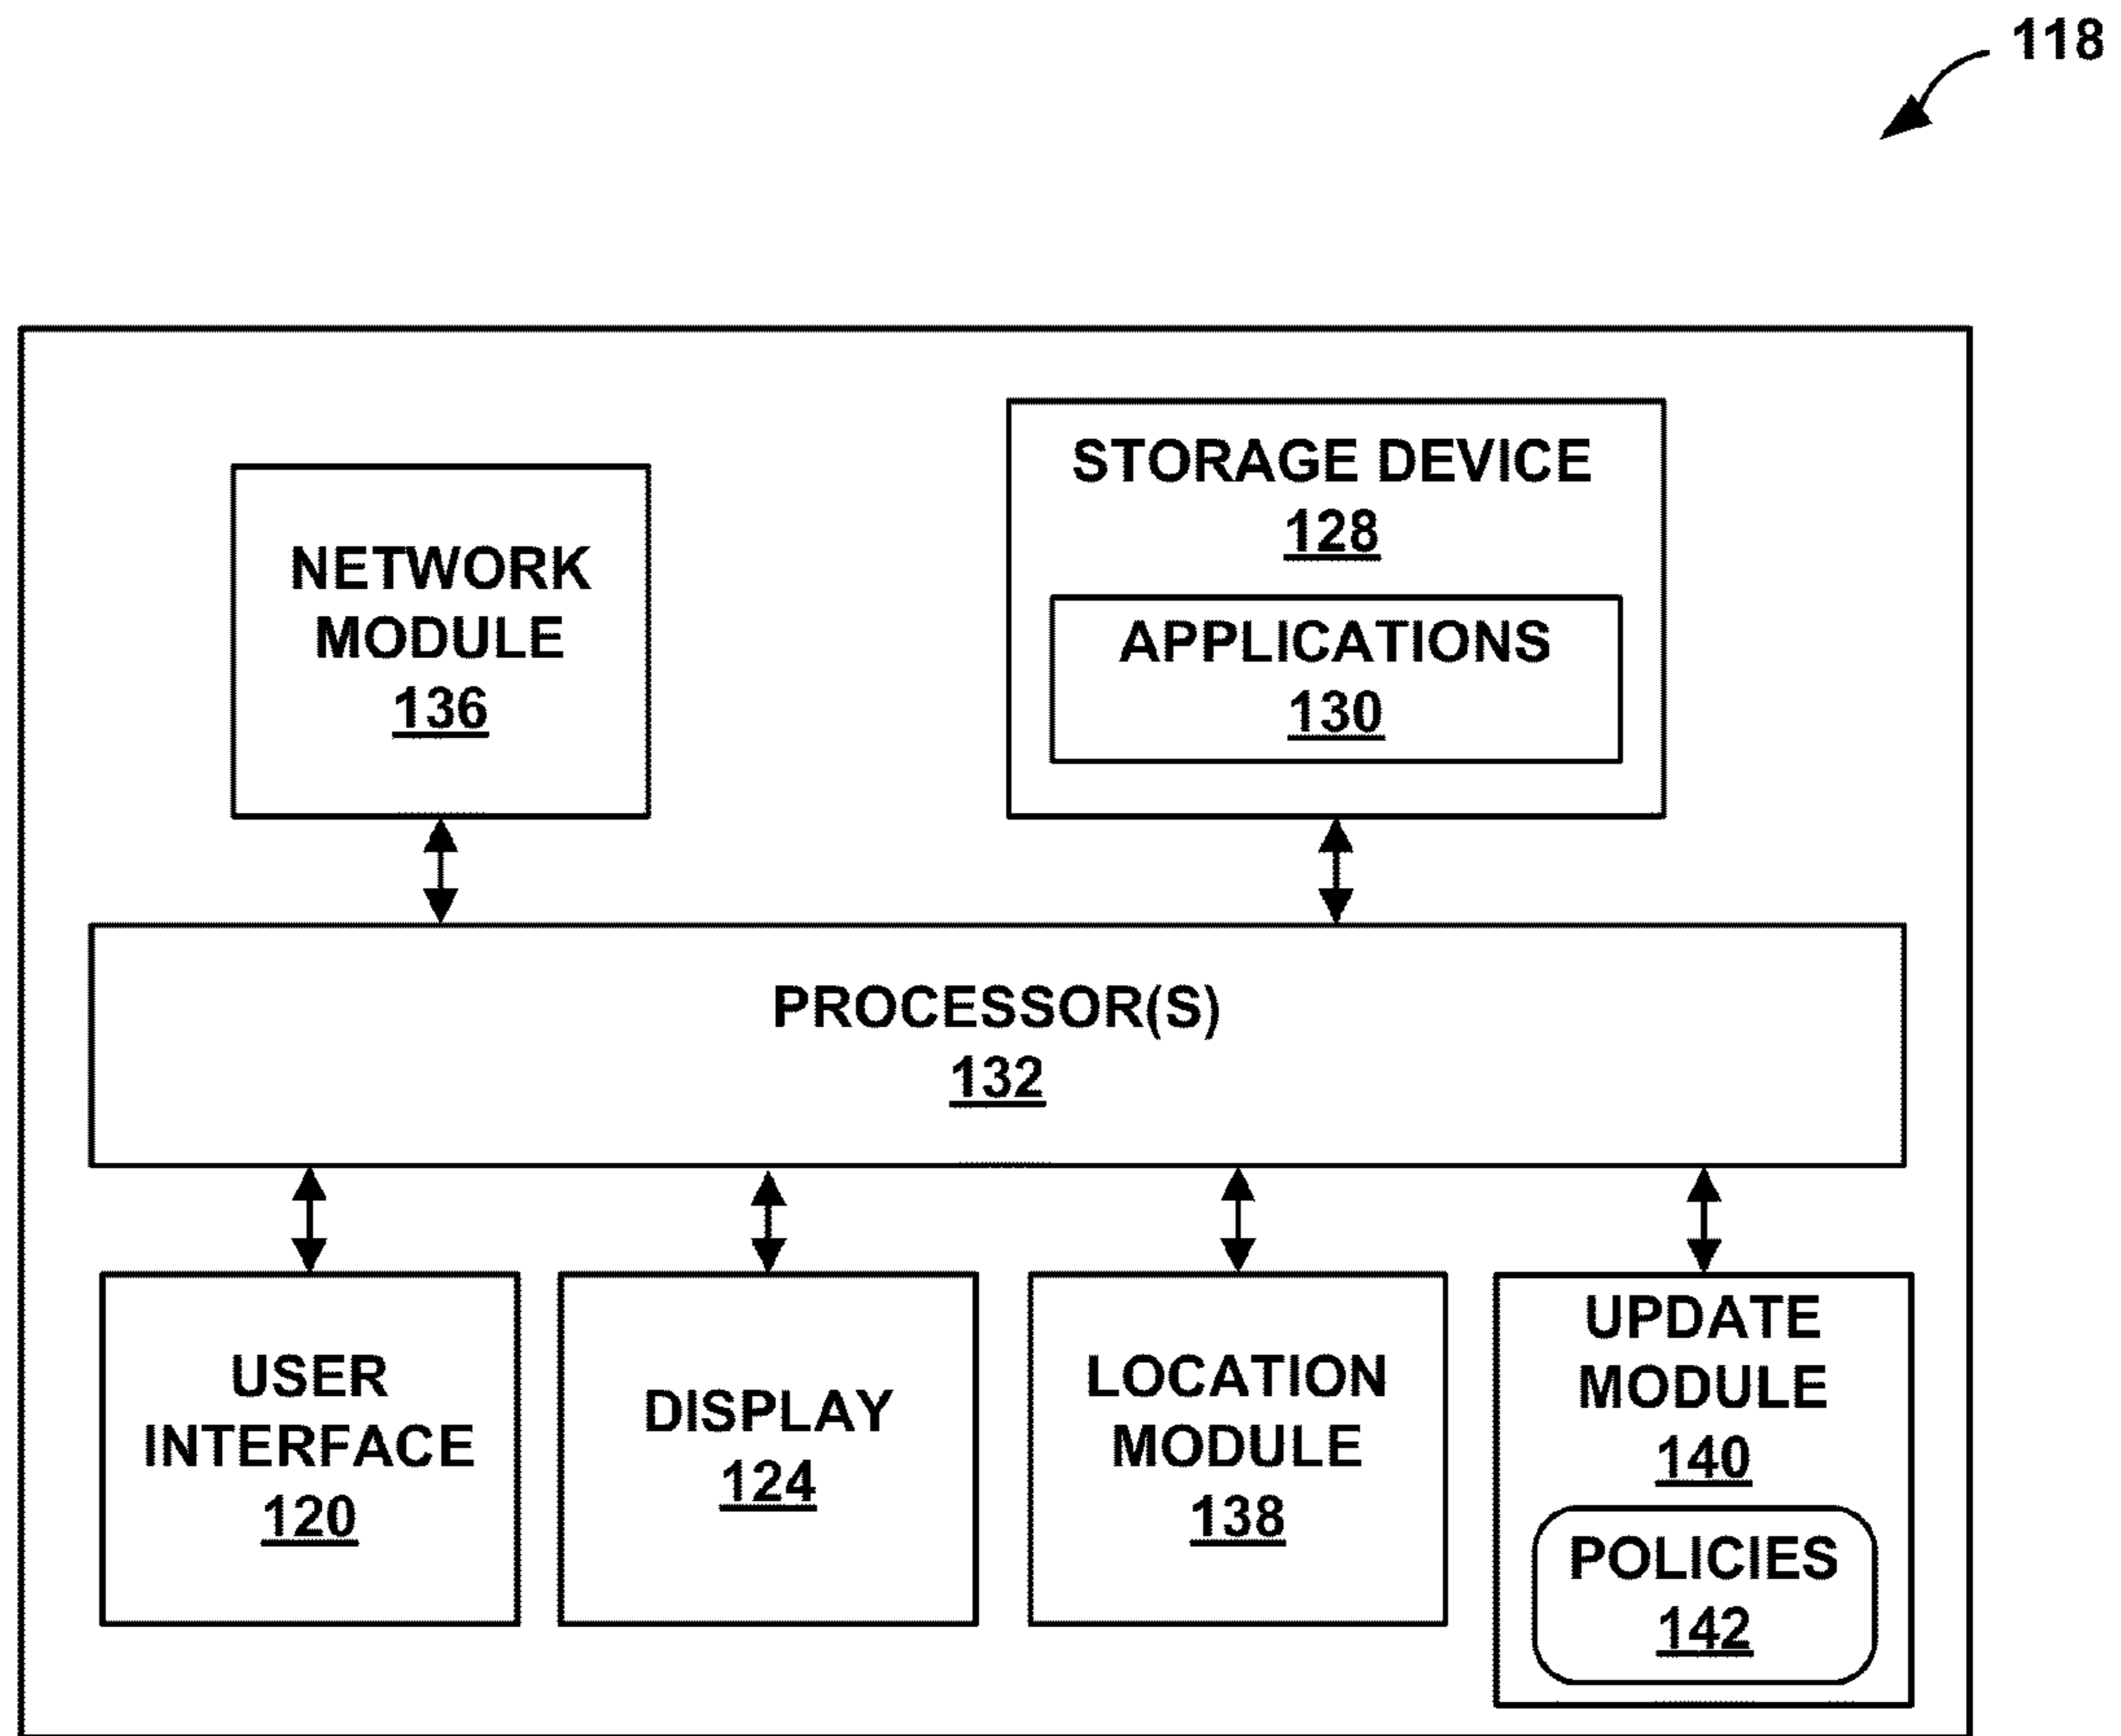 118
NETWORK
MODULE
136
STORAGE DEVICE
128
APPLICATIONS
130
PROCESSOR(S)
132
USER
INTERFACE
120
DISPLAY
124
LOCATION
MODULE
138
UPDATE
MODULE
140
POLICIES
142